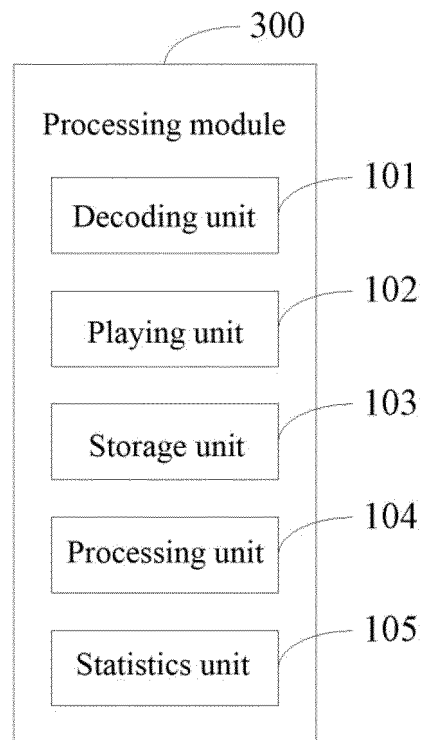 300
Processing module
101
Decoding unit
102
Playing unit
103
Storage unit
104
Processing unit
105
Statistics unit